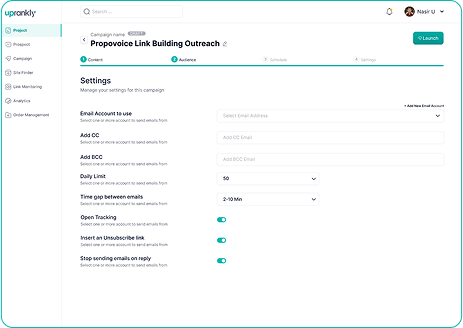 uprankly
Search...
Nasir U
Project
Prospect
Campaign
Site Finder
Link Monitoring
Analytics
Order Management
Campaign name DRAFT
Propovoice Link Building Outreach
Launch
1 Content
2 Audience
3 Schedule
4 Settings
Settings
Manage your settings for this campaign
+ Add New Email Account
Email Account to use
Select one or more account to send emails from
Select Email Address
Add CC
Select one or more account to send emails from
Add CC Email
Add BCC
Select one or more account to send emails from
Add BCC Email
Daily Limit
Select one or more account to send emails from
50
Time gap between emails
Select one or more account to send emails from
2-10 Min
Open Tracking
Select one or more account to send emails from
Insert an Unsubscribe link
Select one or more account to send emails from
Stop sending emails on reply
Select one or more account to send emails from